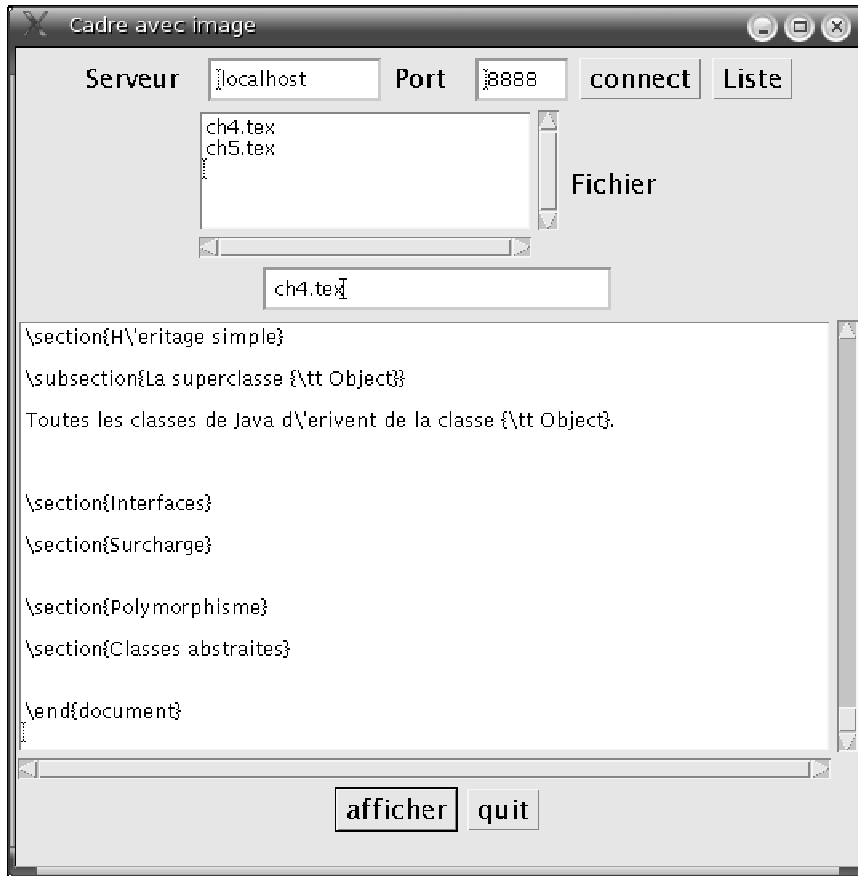 Cadre avec image
Serveur localhost Port 8888 connect Liste
ch4.tex
ch5.tex
Fichier
ch4.tex
\section{H\'eritage simple}
\subsection{La superclasse {\tt Object}}
Toutes les classes de Java d\'erivent de la classe {\tt Object}.
\section{Interfaces}
\section{Surcharge}
\section{Polymorphisme}
\section{Classes abstraites}
\end{document}
afficher quit